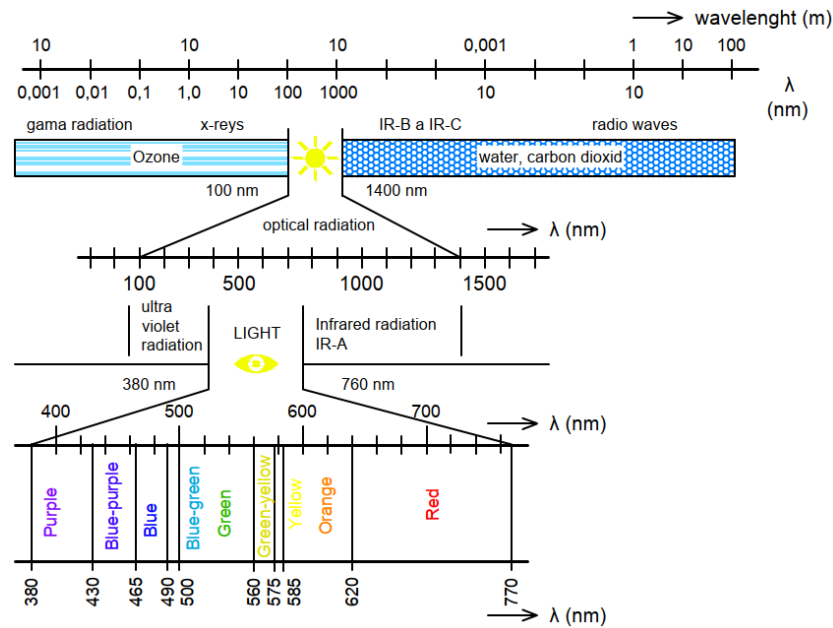 wavelenght (m)
10 10 10 0,001 1 10 100
0,001 0,01 0,1 1,0 10 100 1000 10 10 λ
(nm)
gama radiation x-reys IR-B a IR-C radio waves
Ozone water, carbon dioxid
100 nm 1400 nm
optical radiation λ (nm)
100 500 1000 1500
ultra
violet
radiation
LIGHT
Infrared radiation
IR-A
380 nm 760 nm
400 500 600 700 λ (nm)
Purple Blue-purple Blue Blue-green Green Green-yellow Yellow Orange Red
380 430 465 490 500 560 575 585 620 770
λ (nm)